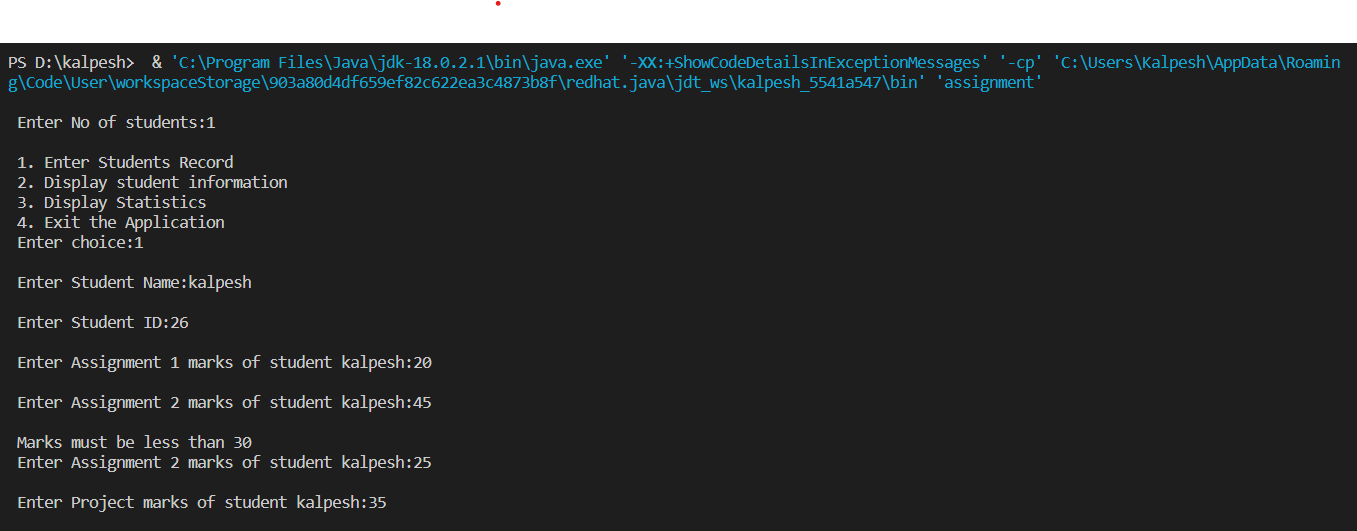 PS D:\kalpesh>  & 'C:\Program Files\Java\jdk-18.0.2.1\bin\java.exe' '-XX:+ShowCodeDetailsInExceptionMessages' '-cp' 'C:\Users\Kalpesh\AppData\Roamin
g\Code\User\workspaceStorage\903a80d4df659ef82c622ea3c4873b8f\redhat.java\jdt_ws\kalpesh_5541a547\bin' 'assignment'
Enter No of students:1
1. Enter Students Record
2. Display student information
3. Display Statistics
4. Exit the Application
Enter choice:1
Enter Student Name:kalpesh
Enter Student ID:26
Enter Assignment 1 marks of student kalpesh:20
Enter Assignment 2 marks of student kalpesh:45
Marks must be less than 30
Enter Assignment 2 marks of student kalpesh:25
Enter Project marks of student kalpesh:35